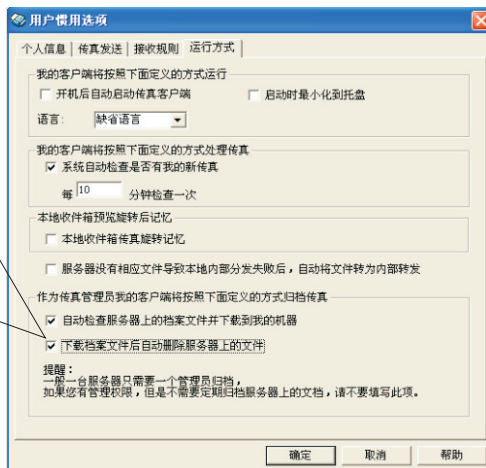 用户惯用选项
个人信息 传真发送 接收规则 运行方式
我的客户端将按照下面定义的方式运行
开机后自动启动传真客户端 启动时最小化到托盘
语言： 缺省语言
我的客户端将按照下面定义的方式处理传真
系统自动检查是否有我的新传真
每 10 分钟检查一次
本地收件箱预览旋转后记忆
本地收件箱传真旋转记忆
服务器没有相应文件导致本地内部分发失败后，自动将文件转为内部转发
作为传真管理员我的客户端将按照下面定义的方式归档传真
自动检查服务器上的档案文件并下载到我的机器
下载档案文件后自动删除服务器上的文件
提醒：
一般一台服务器只需要一个管理员归档，
如果您有管理权限，但是不需要定期归档服务器上的文档，请不要填写此项。
确定 取消 帮助